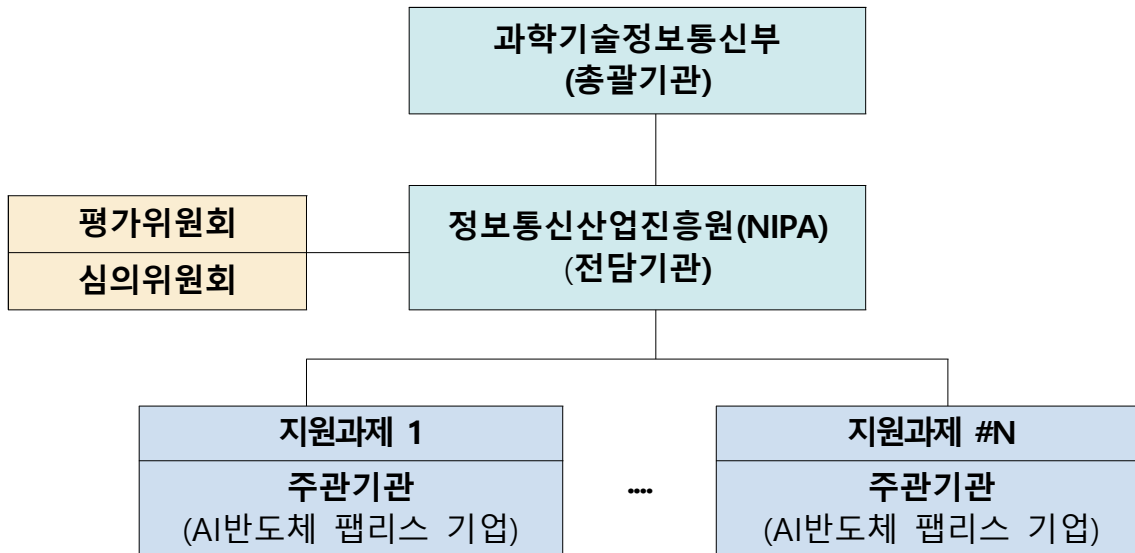 과학기술정보통신부
(총괄기관)
평가위원회
심의위원회
정보통신산업진흥원(NIPA)
(전담기관)
지원과제 1
주관기관
(AI반도체 팹리스 기업)
....
지원과제 #N
주관기관
(AI반도체 팹리스 기업)